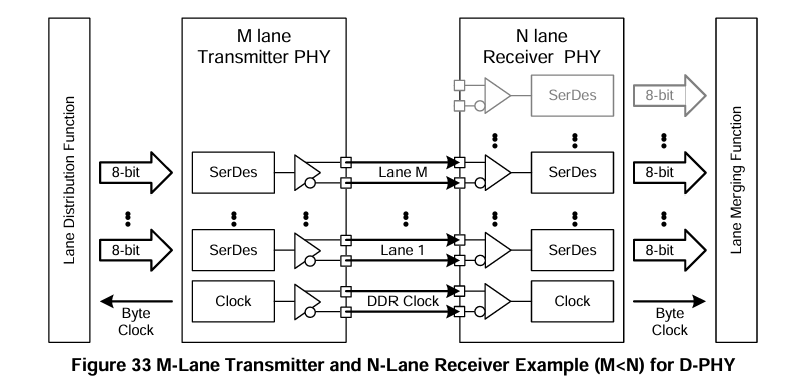 M lane
Transmitter PHY
N lane
Receiver PHY
Lane Distribution Function
Lane Merging Function
SerDes
8-bit
8-bit
SerDes
Lane M
SerDes
8-bit
8-bit
SerDes
Lane 1
SerDes
8-bit
Clock
DDR Clock
Clock
Byte
Clock
Byte
Clock
Figure 33 M-Lane Transmitter and N-Lane Receiver Example (M<N) for D-PHY